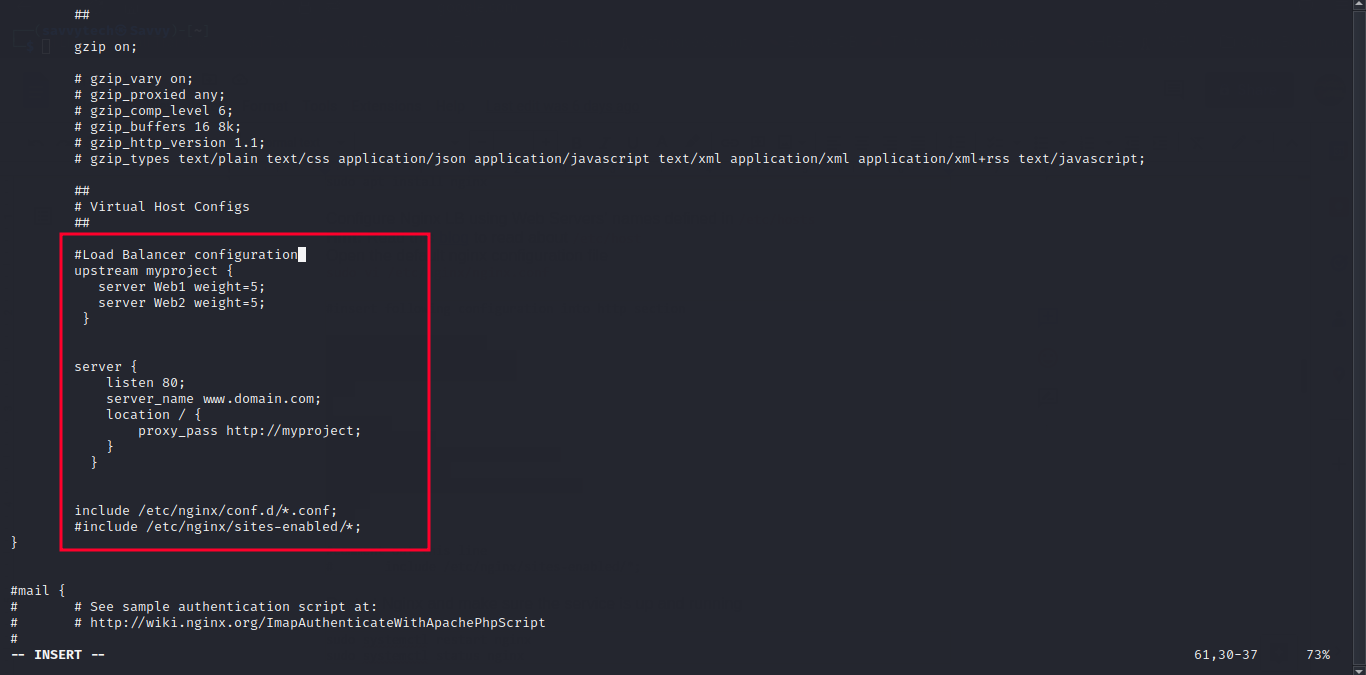 ##
gzip on;
# gzip_vary on;
# gzip_proxied any;
# gzip_comp_level 6;
# gzip_buffers 16 8k;
# gzip_http_version 1.1;
# gzip_types text/plain text/css application/json application/javascript text/xml application/xml application/xml+rss text/javascript;
##
# Virtual Host Configs
##
#Load Balancer configuration
upstream myproject {
server Web1 weight=5;
server Web2 weight=5;
}
server {
listen 80;
server_name www.domain.com;
location / {
proxy_pass http://myproject;
}
}
include /etc/nginx/conf.d/*.conf;
#include /etc/nginx/sites-enabled/*;
}
#mail {
#       # See sample authentication script at:
#       # http://wiki.nginx.org/ImapAuthenticateWithApachePhpScript
#
-- INSERT -- 61,30-37 73%